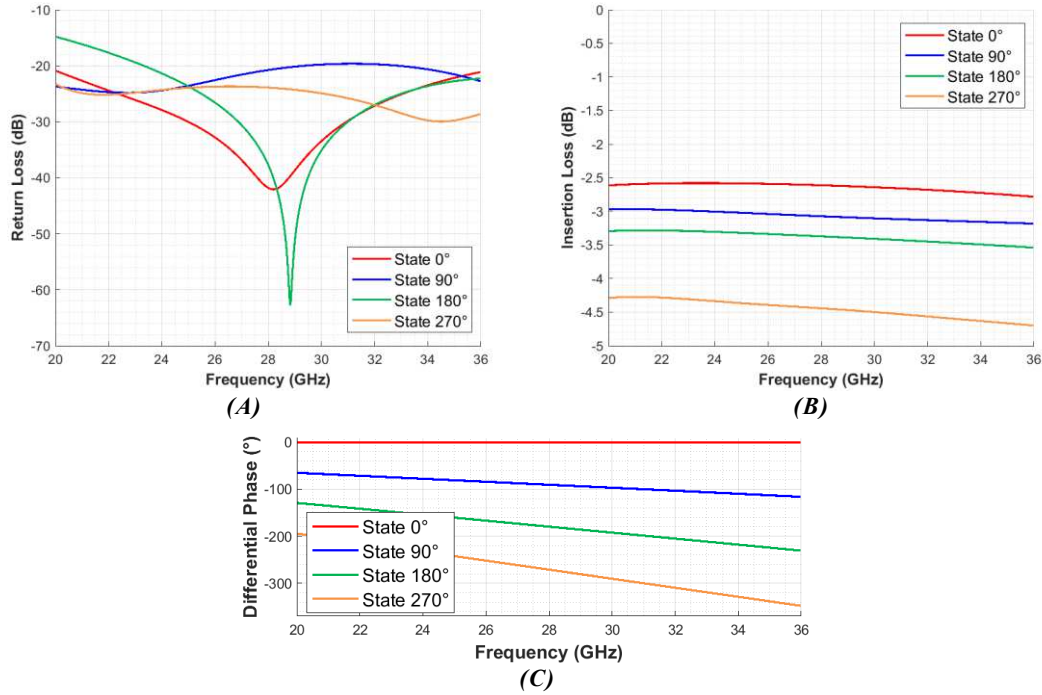 -10
-20
-30
-40
-50
-60
-70
Return Loss (dB)
State 0°
State 90°
State 180°
State 270°
20 22 24 26 28 30 32 34 36
Frequency (GHz)
(A)
0
-0.5
-1
-1.5
-2
-2.5
-3
-3.5
-4
-4.5
-5
Insertion Loss (dB)
State 0°
State 90°
State 180°
State 270°
20 22 24 26 28 30 32 34 36
Frequency (GHz)
(B)
0
-100
-200
-300
Differential Phase (°)
State 0°
State 90°
State 180°
State 270°
20 22 24 26 28 30 32 34 36
Frequency (GHz)
(C)